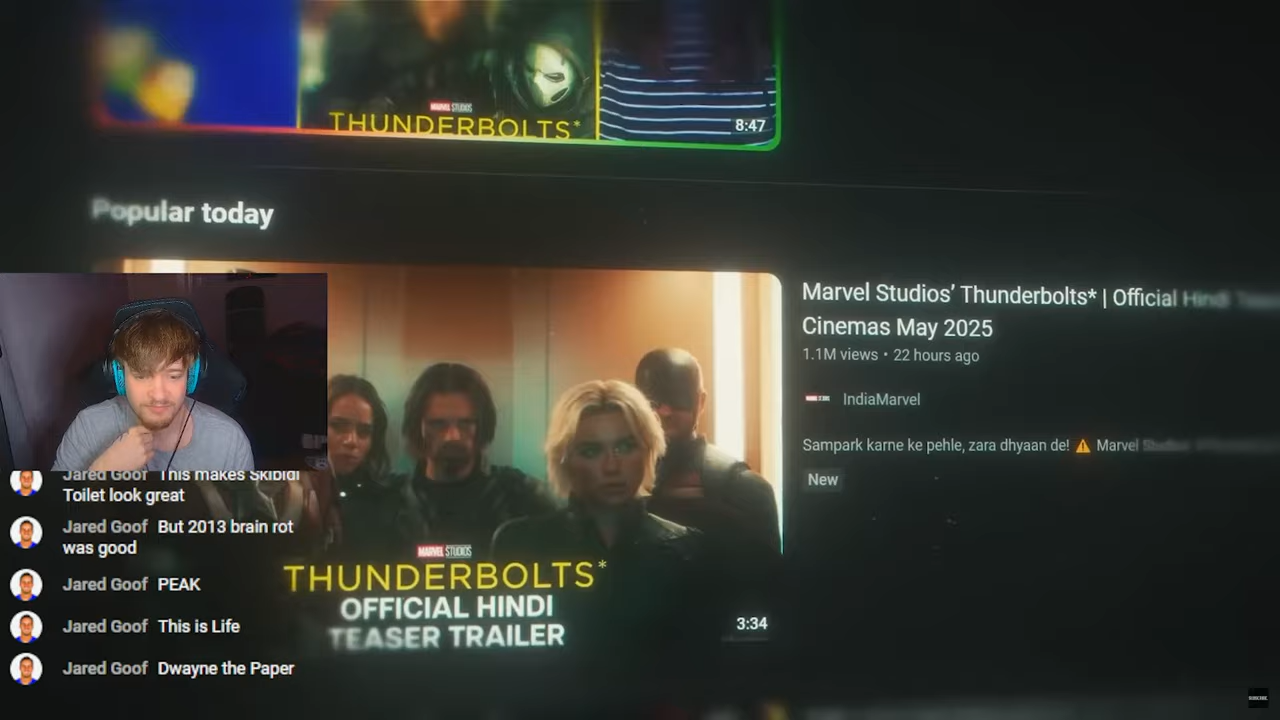 MARVEL STUDIOS
THUNDERBOLTS*
8:47
Popular today
Marvel Studios' Thunderbolts* | Official Hindi
Cinemas May 2025
1.1M views • 22 hours ago
IndiaMarvel
Sampark karne ke pehle, zara dhyaan de! ⚠ Marvel Studios'
New
MARVEL STUDIOS
THUNDERBOLTS*
OFFICIAL HINDI
TEASER TRAILER
3:34
Jared Goof This makes Skibidi
Toilet look great
Jared Goof But 2013 brain rot
was good
Jared Goof PEAK
Jared Goof This is Life
Jared Goof Dwayne the Paper
SUBSCRIBE